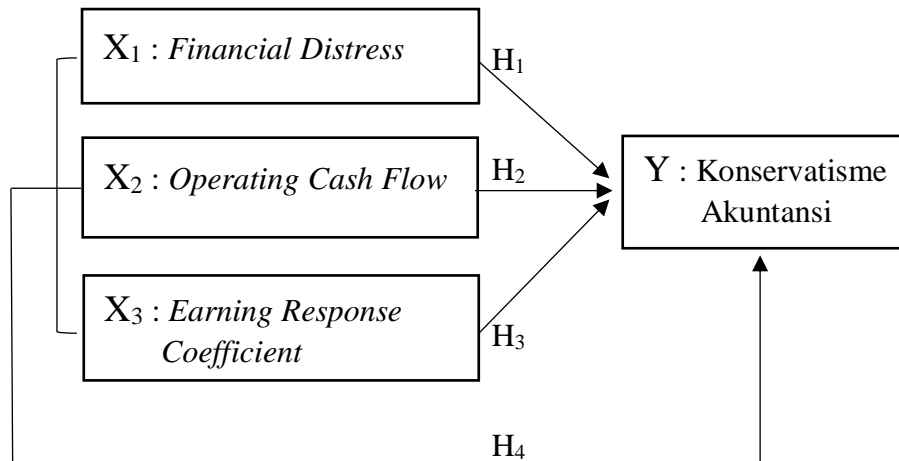 X₁ : Financial Distress
H₁
X₂ : Operating Cash Flow
H₂
Y : Konservatisme
Akuntansi
X₃ : Earning Response
Coefficient
H₃
H₄